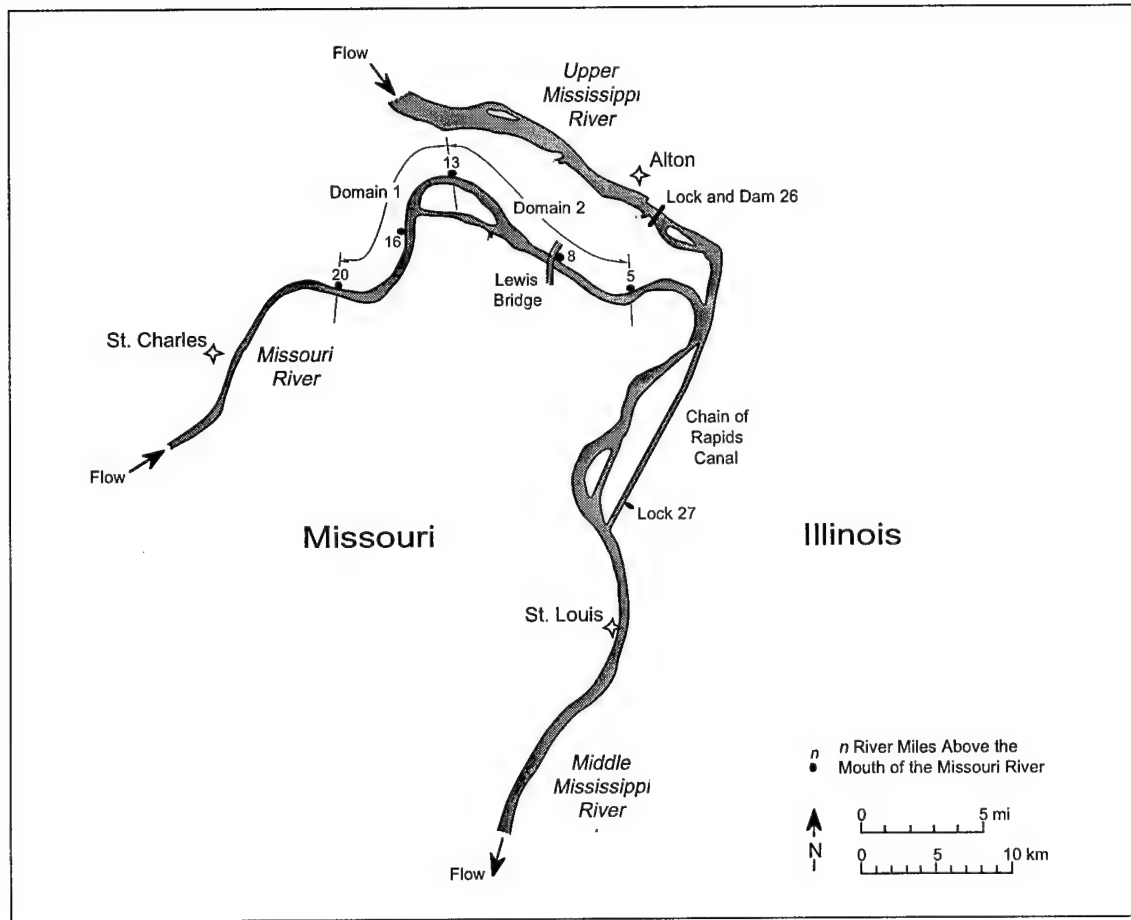 Flow
Upper
Mississippi
River
13
Alton
Domain 1
Domain 2
Lock and Dam 26
16
8
20
Lewis
Bridge
5
St. Charles
Missouri
River
Chain of
Rapids
Canal
Flow
Lock 27
Missouri
Illinois
St. Louis
Middle
Mississippi
River
n
n River Miles Above the
Mouth of the Missouri River
0 5 mi
N
0 5 10 km
Flow